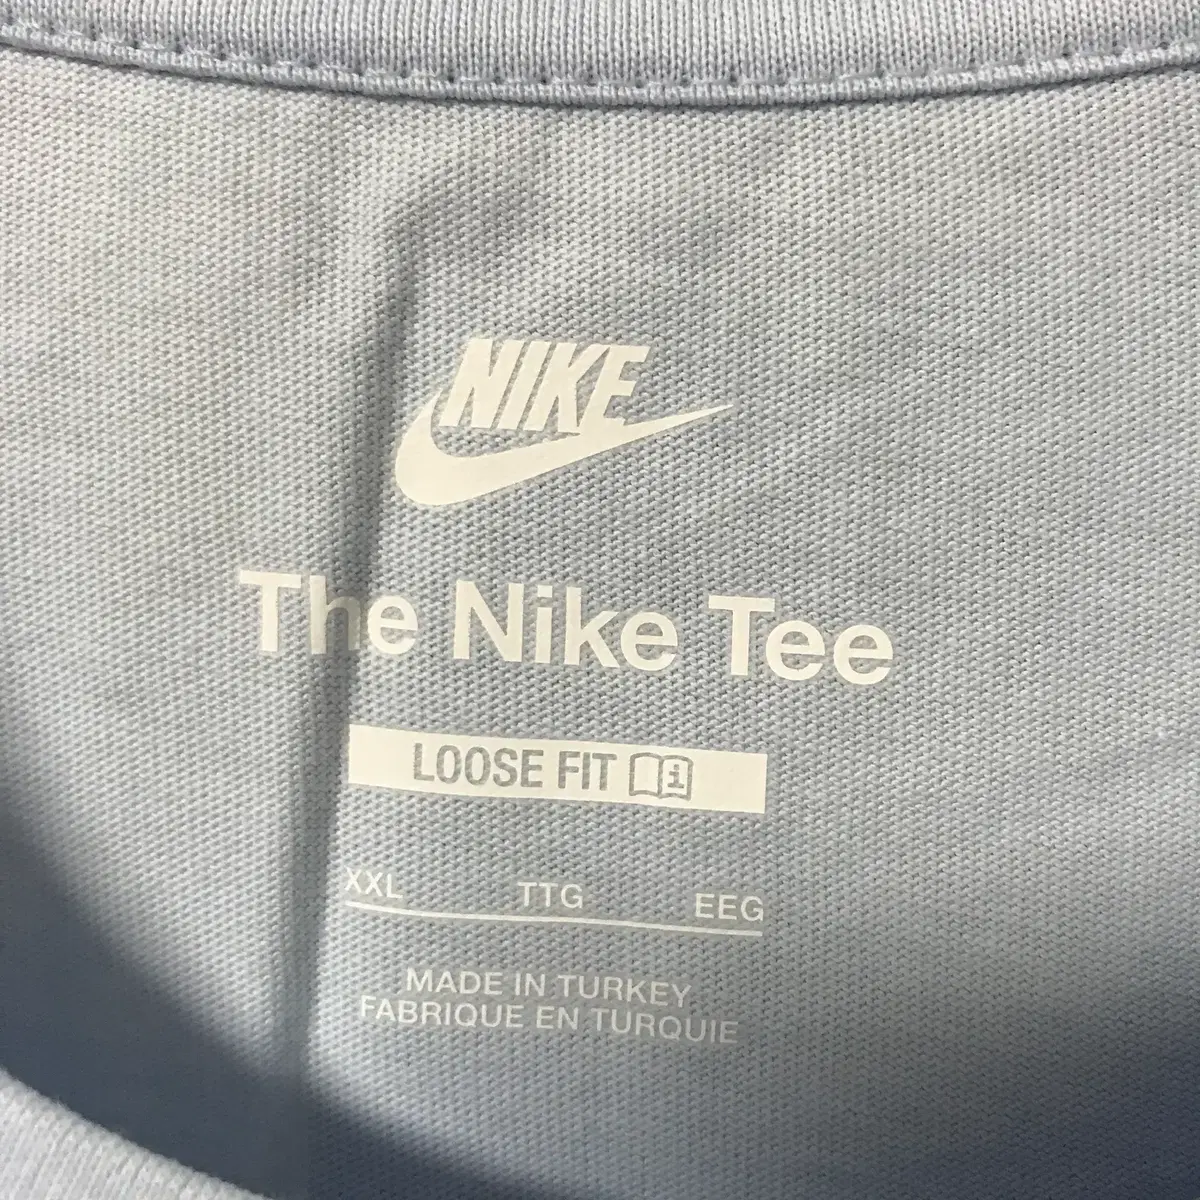 NIKE
The Nike Tee
LOOSE FIT i
XXL TTG EEG
MADE IN TURKEY
FABRIQUE EN TURQUIE